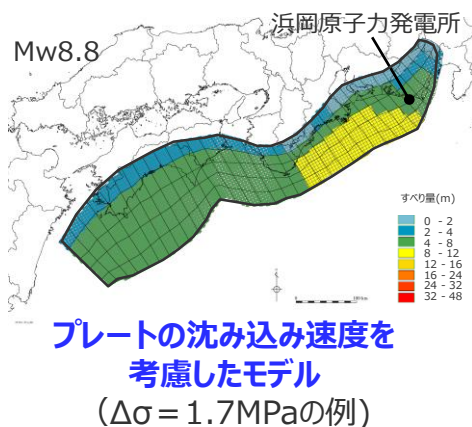 浜岡原子力発電所
Mw8.8
すべり量(m)
0 - 2
2 - 4
4 - 8
8 - 12
12 - 16
16 - 24
24 - 32
32 - 48
プレートの沈み込み速度を
考慮したモデル
(Δσ＝1.7MPaの例)